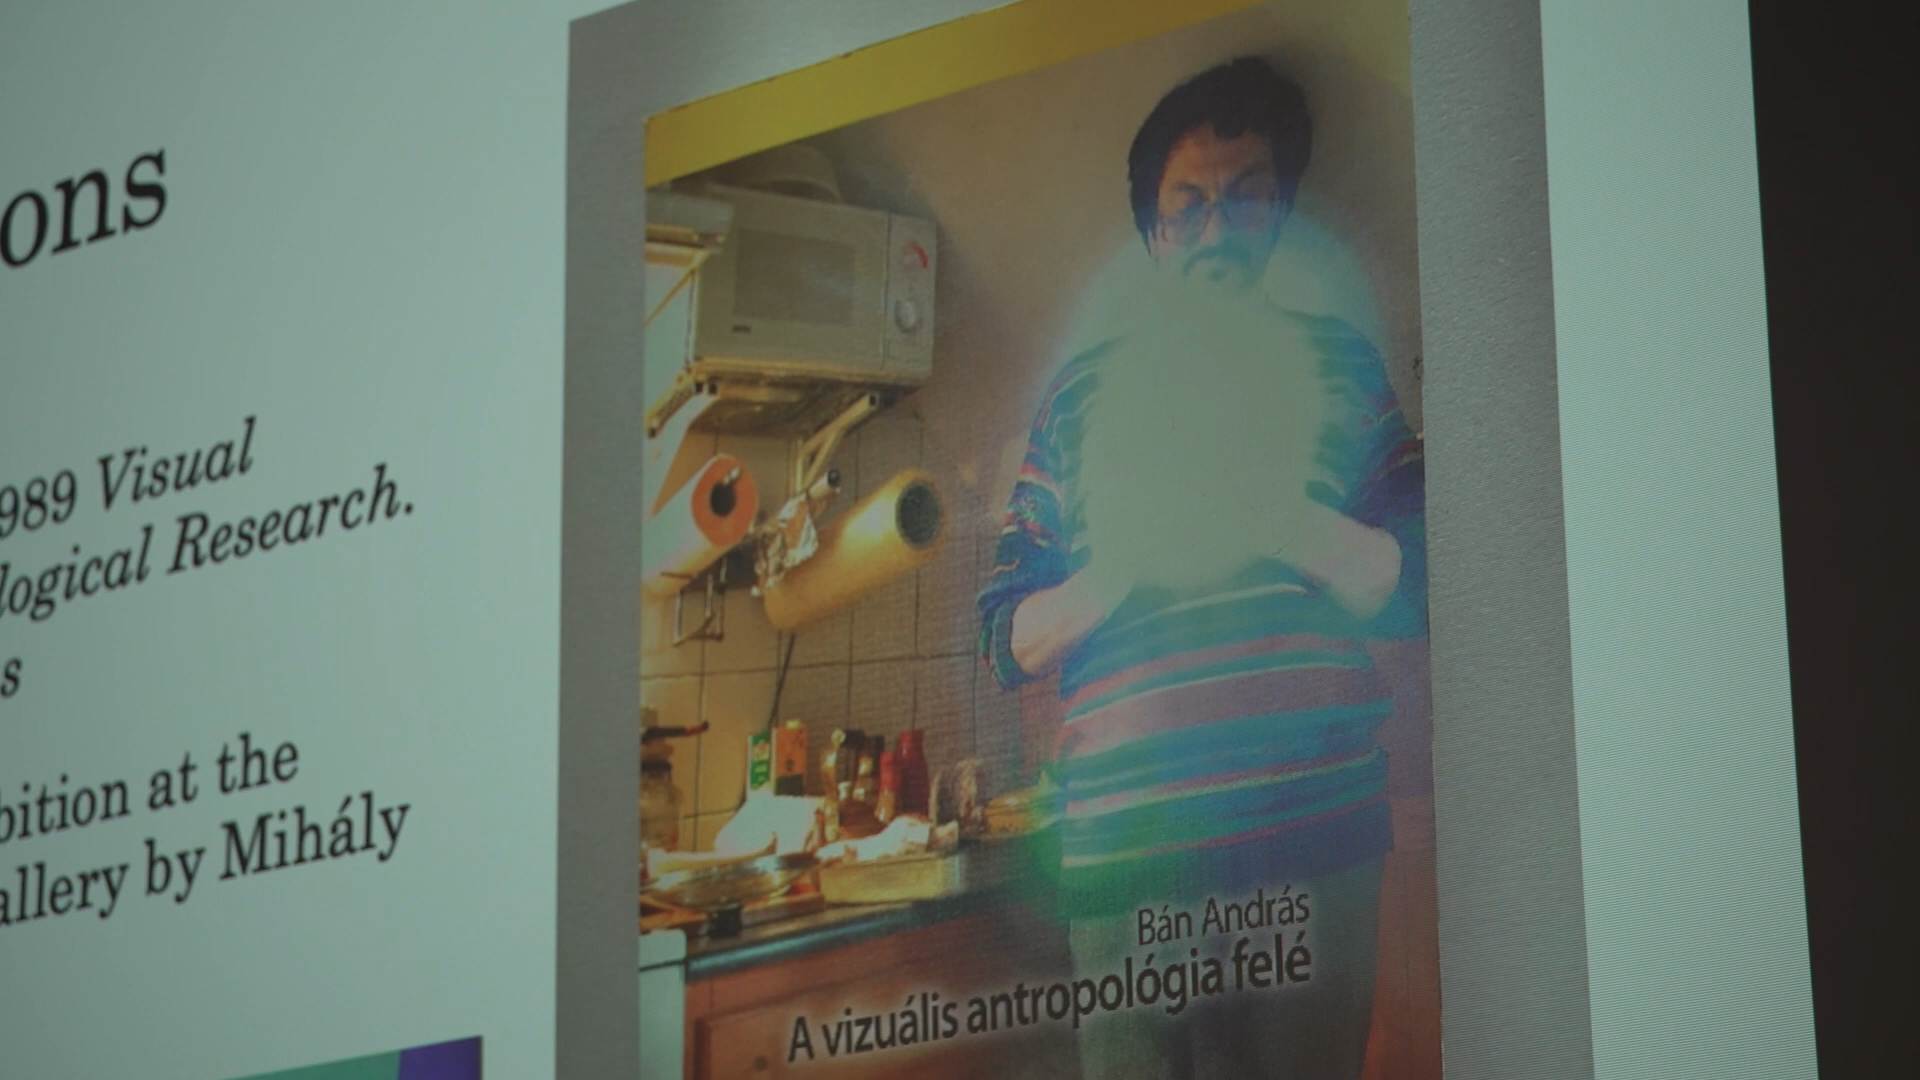 ons
989 Visual
logical Research.
s
bition at the
allery by Mihály
Bán András
A vizuális antropológia felé